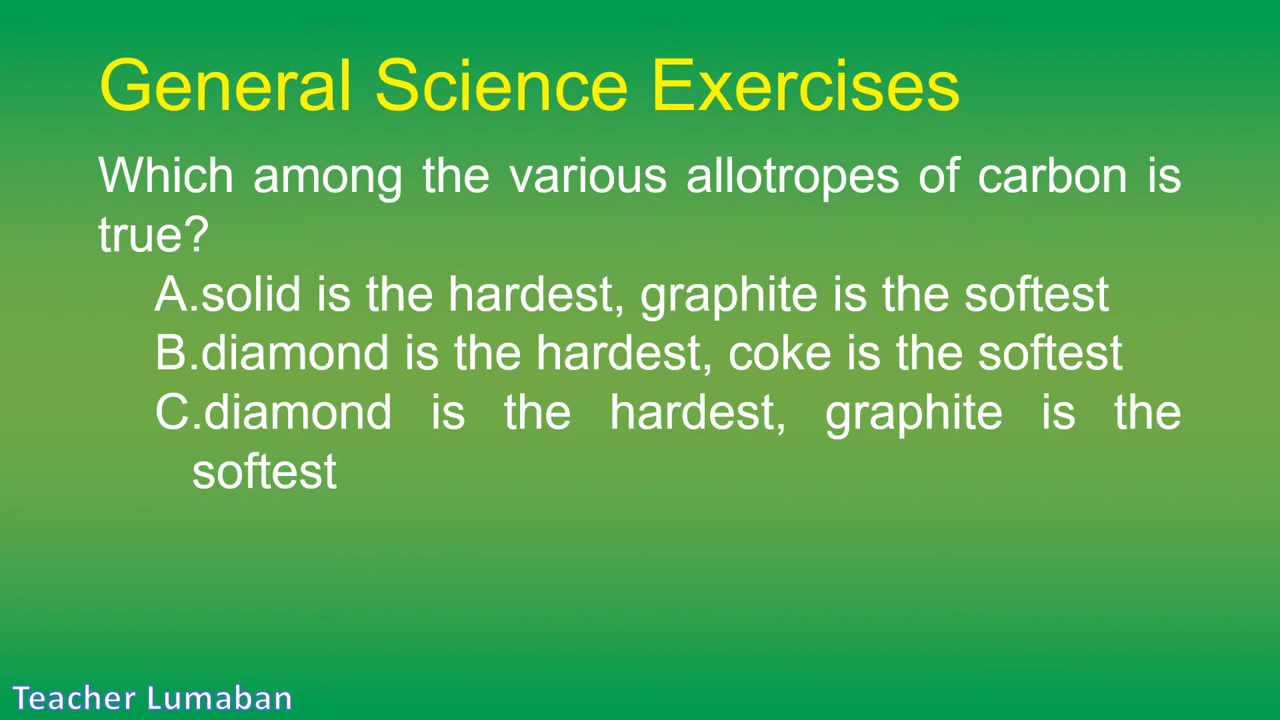 General Science Exercises
Which among the various allotropes of carbon is
true?
A.solid is the hardest, graphite is the softest
B.diamond is the hardest, coke is the softest
C.diamond is the hardest, graphite is the
softest
Teacher Lumaban